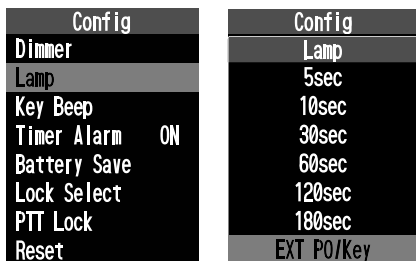 Config
Dimmer
Lamp
Key Beep
Timer Alarm ON
Battery Save
Lock Select
PTT Lock
Reset
Config
Lamp
5sec
10sec
30sec
60sec
120sec
180sec
EXT PO/Key